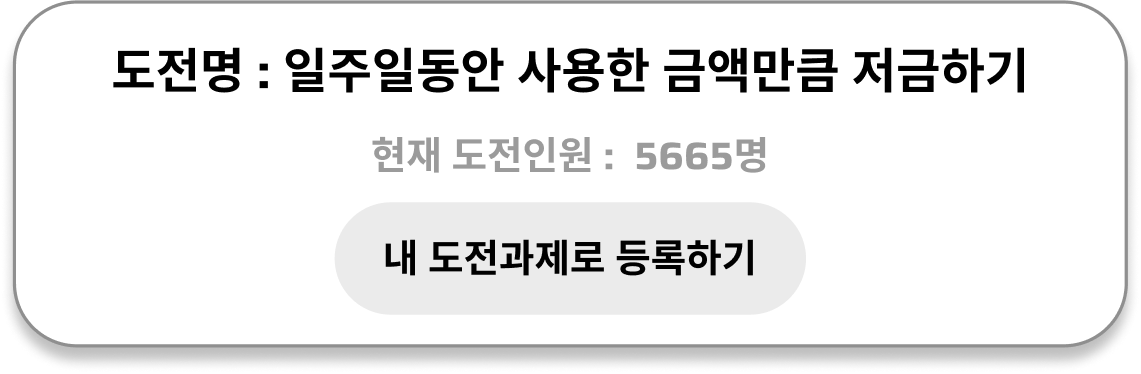 도전명 : 일주일동안 사용한 금액만큼 저금하기
현재 도전인원 : 5665명
내 도전과제로 등록하기